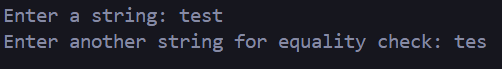 Enter a string: test
Enter another string for equality check: tes